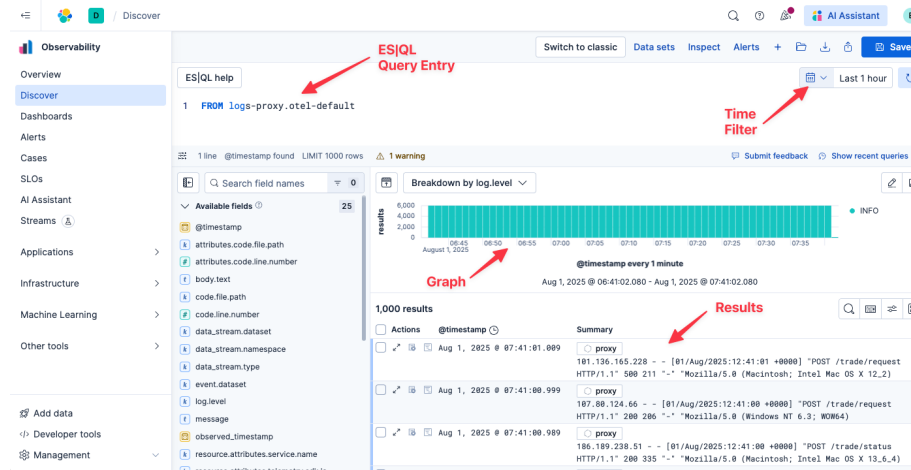 D / Discover
AI Assistant
Observability
Switch to classic Data sets Inspect Alerts + Save
ES|QL
Query Entry
Overview
ES|QL help
Last 1 hour
Discover
1 FROM logs-proxy.otel-default
Dashboards
Time
Filter
Alerts
Cases
1 line @timestamp found LIMIT 1000 rows 1 warning Submit feedback Show recent queries
SLOs
Search field names 0 Breakdown by log.level
AI Assistant
Streams
Available fields 25
results
6,000
4,000
2,000
0
INFO
06:45 06:50 06:55 07:00 07:05 07:10 07:15 07:20 07:25 07:30 07:35
August 1, 2025
@timestamp every 1 minute
Aug 1, 2025 @ 06:41:02.080 - Aug 1, 2025 @ 07:41:02.080
Graph
Applications
Infrastructure
Machine Learning
Other tools
@timestamp
attributes.code.file.path
attributes.code.line.number
body.text
code.file.path
code.line.number
data_stream.dataset
data_stream.namespace
data_stream.type
event.dataset
log.level
message
observed_timestamp
resource.attributes.service.name
Results
1,000 results
Actions @timestamp Summary
Aug 1, 2025 @ 07:41:01.009 proxy
101.136.165.228 - - [01/Aug/2025:12:41:01 +0000] "POST /trade/request
HTTP/1.1" 500 211 "-" "Mozilla/5.0 (Macintosh; Intel Mac OS X 12_2)
Aug 1, 2025 @ 07:41:00.999 proxy
107.80.124.66 - - [01/Aug/2025:12:41:00 +0000] "POST /trade/request
HTTP/1.1" 200 206 "-" "Mozilla/5.0 (Windows NT 6.3; WOW64)
Aug 1, 2025 @ 07:41:00.989 proxy
186.189.238.51 - - [01/Aug/2025:12:41:00 +0000] "POST /trade/status
HTTP/1.1" 200 335 "-" "Mozilla/5.0 (Macintosh; Intel Mac OS X 13_6_4)
Add data
Developer tools
Management